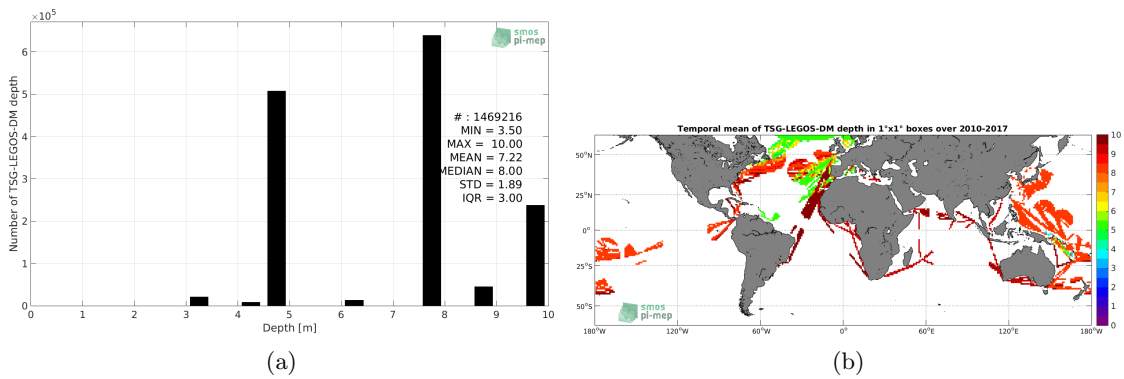 ×10⁵
6
5
4
3
2
1
0
Number of TSG-LEGOS-DM depth
smos
pi-mep
# : 1469216
MIN = 3.50
MAX = 10.00
MEAN = 7.22
MEDIAN = 8.00
STD = 1.89
IQR = 3.00
0 1 2 3 4 5 6 7 8 9 10
Depth [m]
(a)
Temporal mean of TSG-LEGOS-DM depth in 1°x1° boxes over 2010-2017
50°N
25°N
0°
25°S
50°S
smos
pi-mep
180°W 120°W 60°W 0° 60°E 120°E 180°W
10
9
8
7
6
5
4
3
2
1
0
(b)